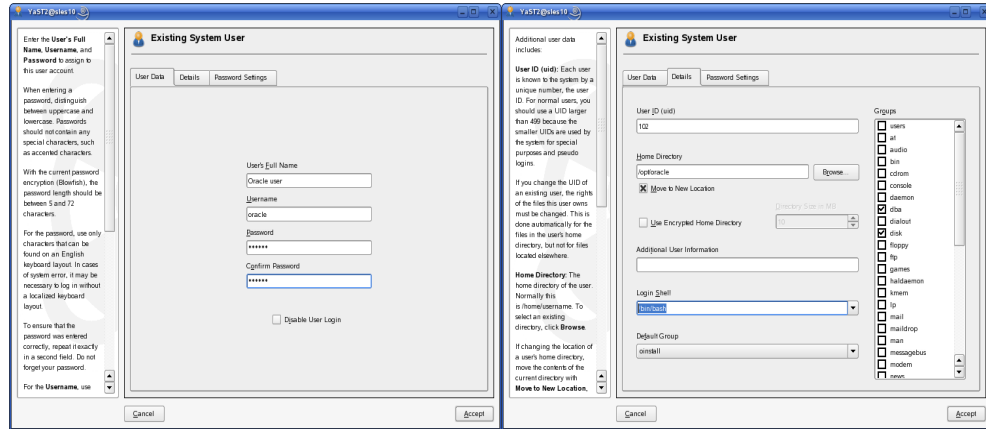 YaST2@sles10
Enter the User's Full
Name, Username, and
Password to assign to
this user account.
When entering a
password, distinguish
between uppercase and
lowercase. Passwords
should not contain any
special characters, such
as accented characters.
With the current password
encryption (Blowfish), the
password length should be
between 5 and 72
characters.
For the password, use only
characters that can be
found on an English
keyboard layout. In cases
of system error, it may be
necessary to log in without
a localized keyboard
layout.
To ensure that the
password was entered
correctly, repeat it exactly
in a second field. Do not
forget your password.
For the Username, use
Existing System User
User Data Details Password Settings
User's Full Name
Oracle user
Username
oracle
Password
******
Confirm Password
******
Disable User Login
Cancel Accept
YaST2@sles10
Additional user data
includes:
User ID (uid): Each user
is known to the system by a
unique number, the user
ID. For normal users, you
should use a UID larger
than 499 because the
smaller UIDs are used by
the system for special
purposes and pseudo
logins.
If you change the UID of
an existing user, the rights
of the files this user owns
must be changed. This is
done automatically for the
files in the user's home
directory, but not for files
located elsewhere.
Home Directory: The
home directory of the user.
Normally this
is /home/username. To
select an existing
directory, click Browse.
If changing the location of
a user's home directory,
move the contents of the
current directory with
Move to New Location,
Existing System User
User Data Details Password Settings
User ID (uid)
102
Home Directory
/opt/oracle Browse...
Move to New Location
Directory Size in MB
Use Encrypted Home Directory 10
Additional User Information
Login Shell
/bin/bash
Default Group
oinstall
Groups
users
at
audio
bin
cdrom
console
daemon
dba
dialout
disk
floppy
ftp
games
haldaemon
kmem
lp
mail
maildrop
man
messagebus
modem
news
Cancel Accept